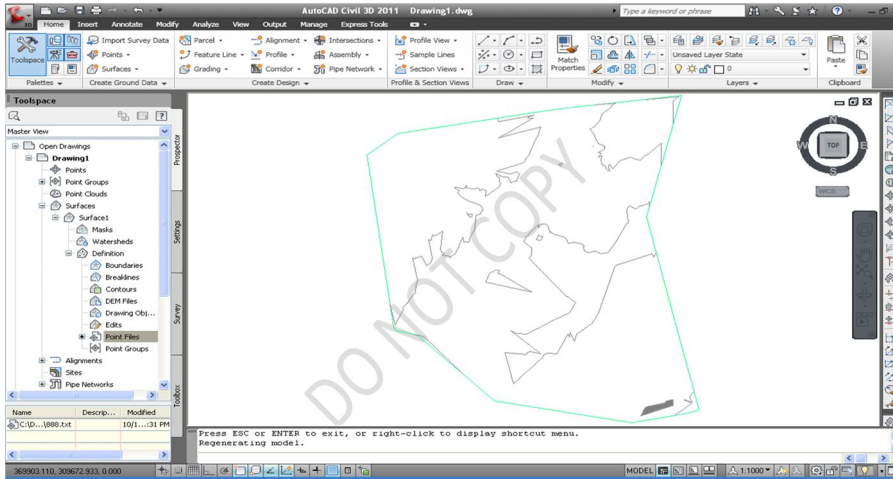 AutoCAD Civil 3D 2011 Drawing1.dwg
Type a keyword or phrase
3D
Home Insert Annotate Modify Analyze View Output Manage Express Tools
Toolspace
Import Survey Data
Points
Surfaces
Parcel
Feature Line
Grading
Alignment
Profile
Corridor
Intersections
Assembly
Pipe Network
Profile View
Sample Lines
Section Views
Match
Properties
Unsaved Layer State
0
Paste
Palettes
Create Ground Data
Create Design
Profile & Section Views
Draw
Modify
Layers
Clipboard
Toolspace
Master View
Open Drawings
Drawing1
Points
Point Groups
Point Clouds
Surfaces
Surface1
Masks
Watersheds
Definition
Boundaries
Breaklines
Contours
DEM Files
Drawing Obj...
Edits
Point Files
Point Groups
Alignments
Sites
Pipe Networks
Prospector
Settings
Survey
Toolbox
Name Descrip... Modified
C:\D...\888.txt 10/1...:31 PM
N
W TOP E
S
WCS
DO NOT COPY
Press ESC or ENTER to exit, or right-click to display shortcut menu.
Regenerating model.
369903.110, 309672.933, 0.000
MODEL
1:1000